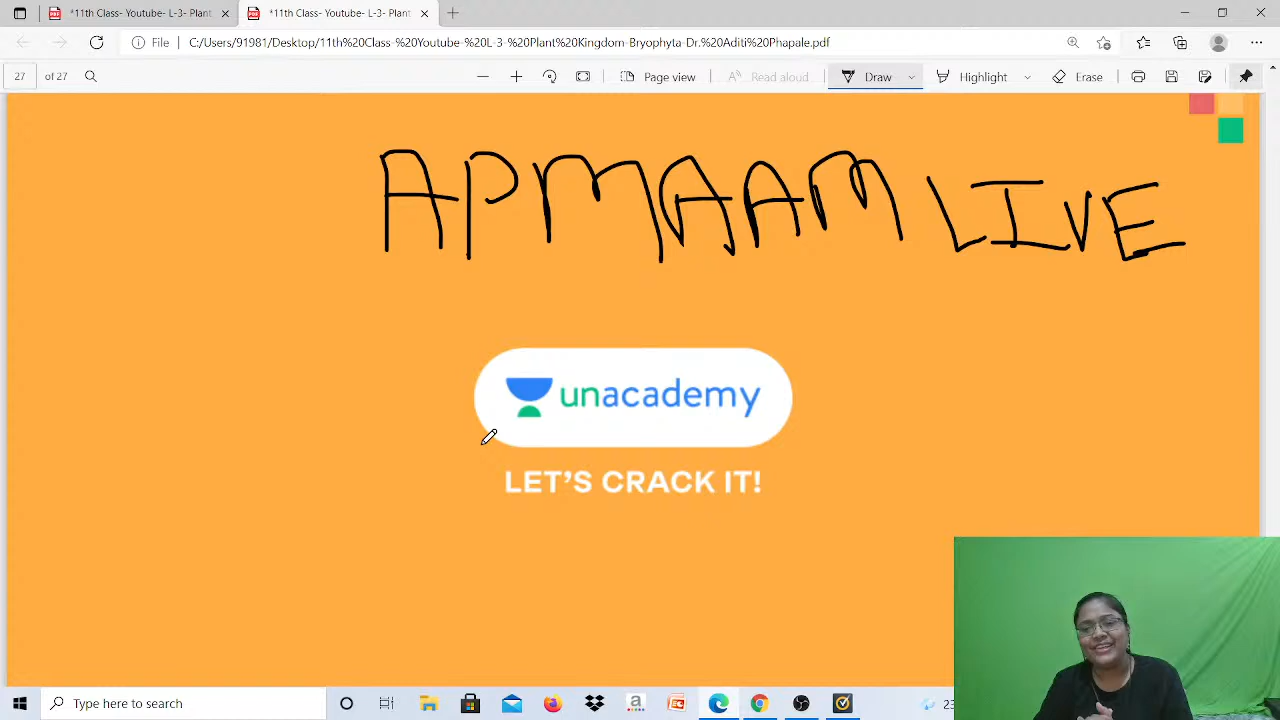 *11th Class- Youtube- L-3- Plant
*11th Class- Youtube- L-3- Plant
File C:/Users/91981/Desktop/11th%20Class-%20Youtube%20L-3%20Plant%20Kingdom-Bryophyta-Dr.%20Aditi%20Phapale.pdf
27 of 27 Page view Read aloud Draw Highlight Erase
APMAAM LIVE
unacademy
LET'S CRACK IT!
Type here to search